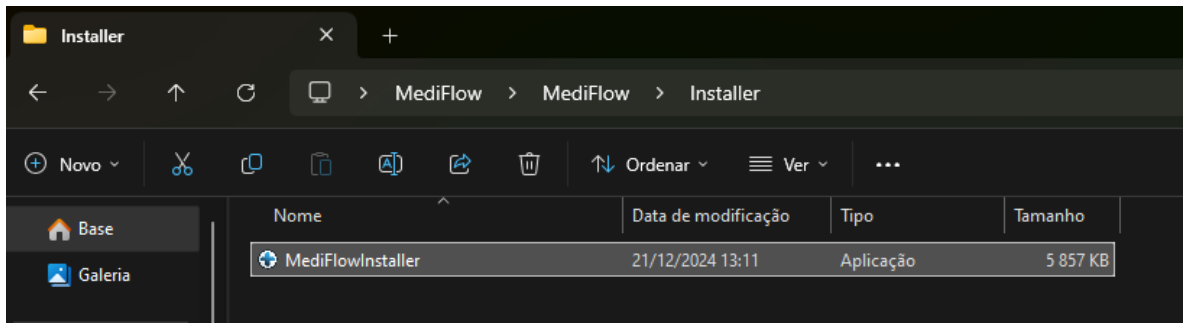 Installer
MediFlow > MediFlow > Installer
Novo Ordenar Ver
Nome Data de modificação Tipo Tamanho
Base
MediFlowInstaller 21/12/2024 13:11 Aplicação 5 857 KB
Galeria